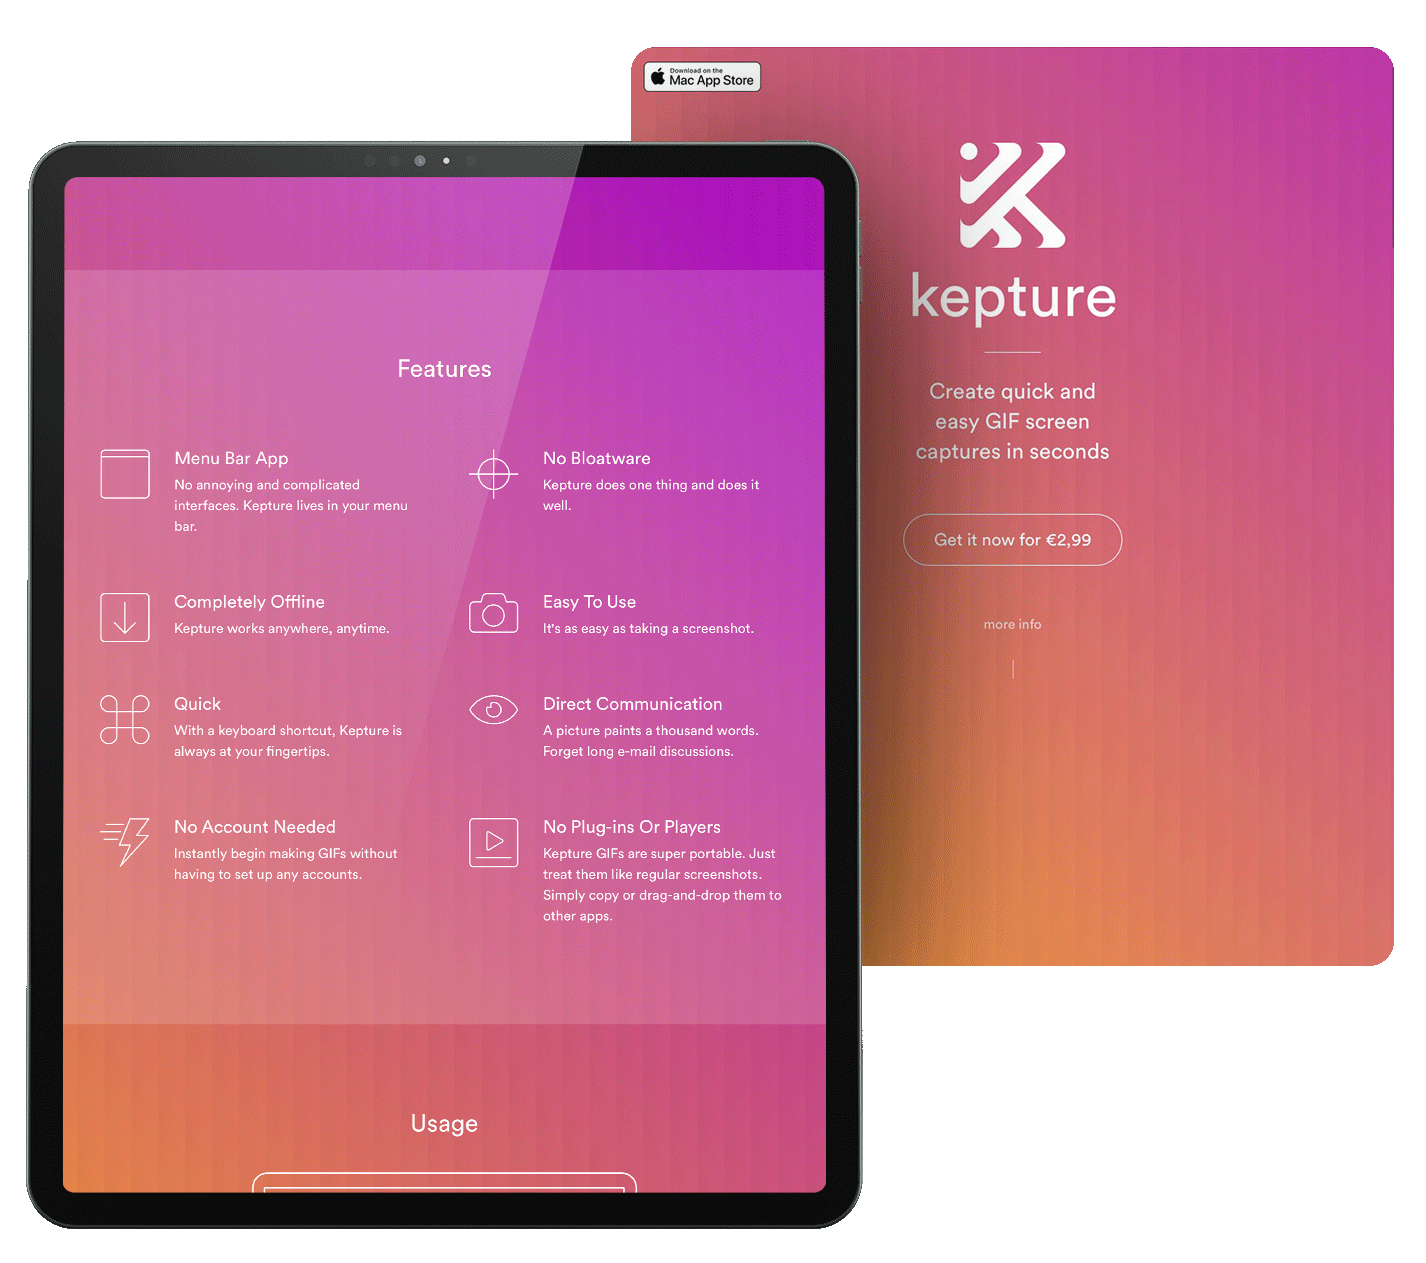 Download on the
Mac App Store
kepture
Create quick and
easy GIF screen
captures in seconds
Get it now for €2,99
more info
Features
Menu Bar App
No annoying and complicated
interfaces. Kepture lives in your menu
bar.
No Bloatware
Kepture does one thing and does it
well.
Completely Offline
Kepture works anywhere, anytime.
Easy To Use
It's as easy as taking a screenshot.
Quick
With a keyboard shortcut, Kepture is
always at your fingertips.
Direct Communication
A picture paints a thousand words.
Forget long e-mail discussions.
No Account Needed
Instantly begin making GIFs without
having to set up any accounts.
No Plug-ins Or Players
Kepture GIFs are super portable. Just
treat them like regular screenshots.
Simply copy or drag-and-drop them to
other apps.
Usage